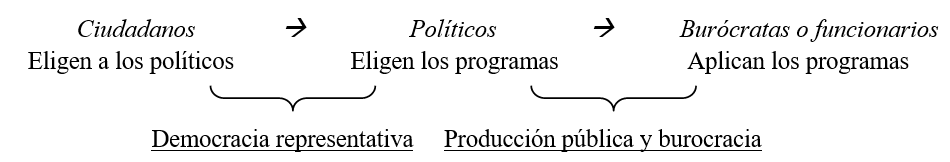 Ciudadanos → Políticos → Burócratas o funcionarios
Eligen a los políticos Eligen los programas Aplican los programas
Democracia representativa Producción pública y burocracia